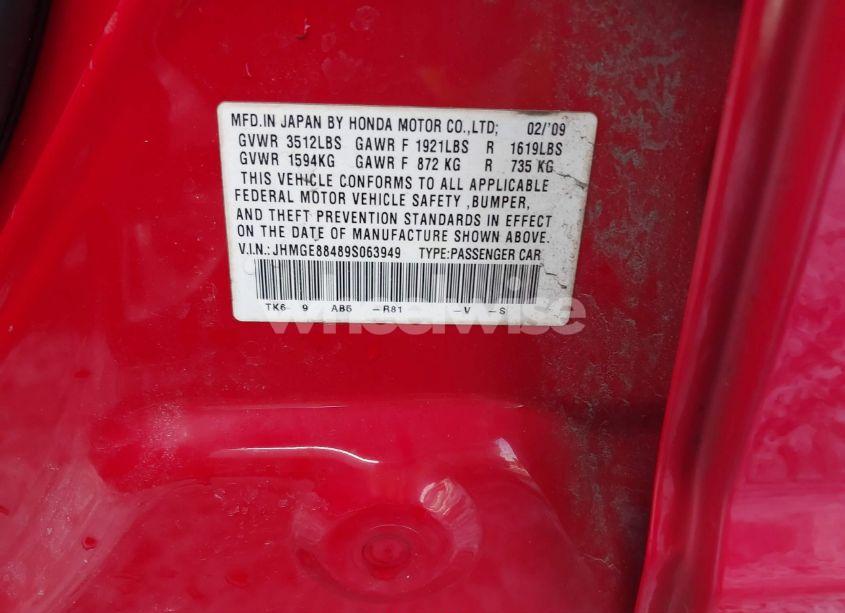 MFD.IN JAPAN BY HONDA MOTOR CO.,LTD; 02/'09
GVWR 3512LBS GAWR F 1921LBS R 1619LBS
GVWR 1594KG GAWR F 872 KG R 735 KG
THIS VEHICLE CONFORMS TO ALL APPLICABLE
FEDERAL MOTOR VEHICLE SAFETY ,BUMPER,
AND THEFT PREVENTION STANDARDS IN EFFECT
ON THE DATE OF MANUFACTURE SHOWN ABOVE.
V.I.N.:JHMGE88489S063949 TYPE:PASSENGER CAR
TK6- 9 AB6 -R81 -V -S
wheelwise